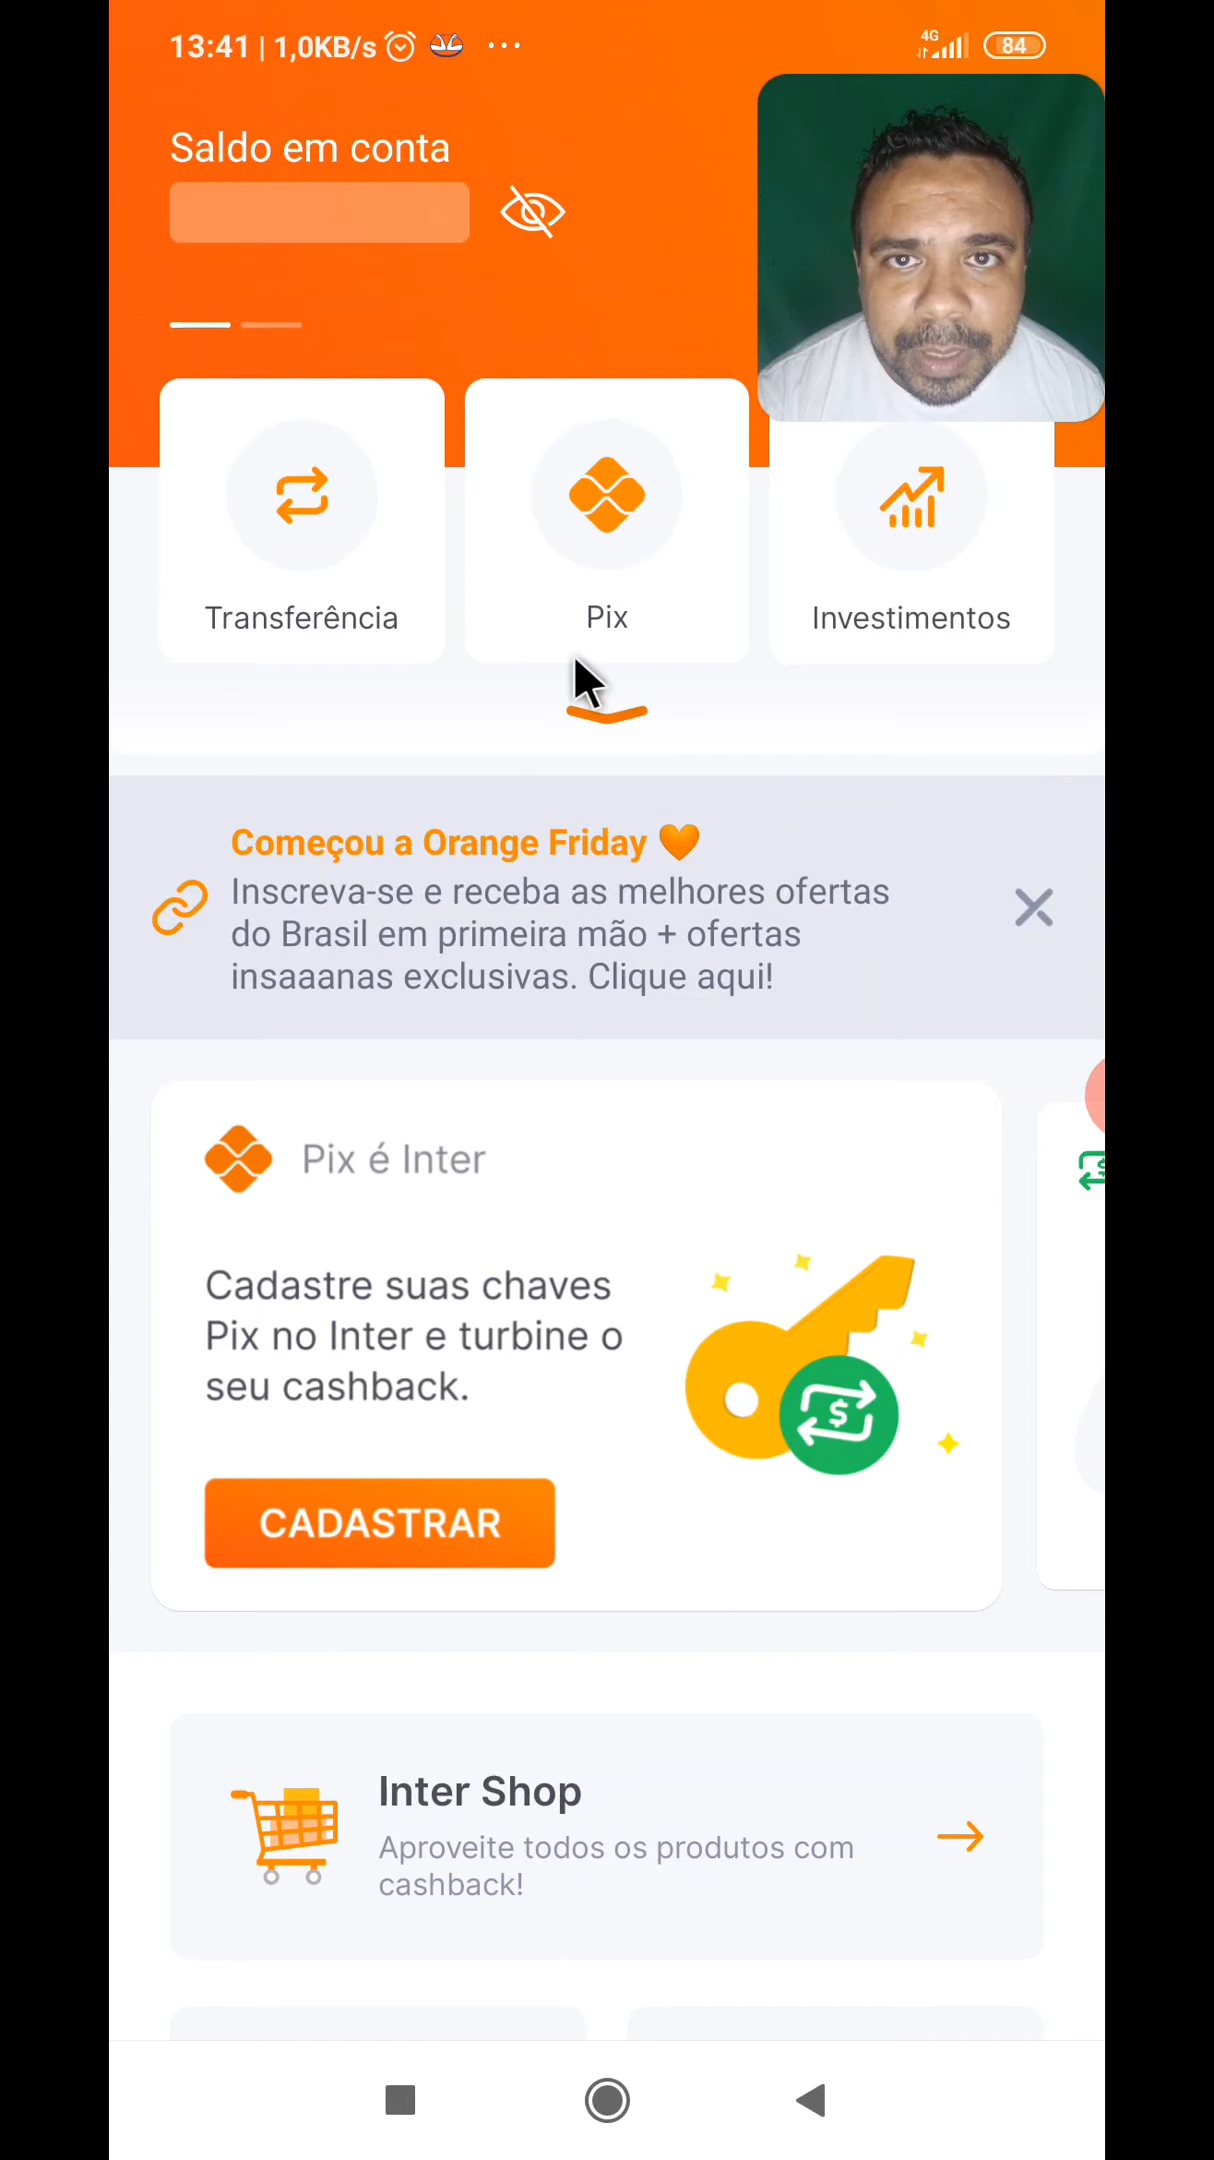 13:41 | 1,0KB/s
4G
84
Saldo em conta
Transferência
Pix
Investimentos
Começou a Orange Friday 🧡
Inscreva-se e receba as melhores ofertas
do Brasil em primeira mão + ofertas
insaaanas exclusivas. Clique aqui!
Pix é Inter
Cadastre suas chaves
Pix no Inter e turbine o
seu cashback.
$
$
CADASTRAR
Inter Shop
Aproveite todos os produtos com
cashback!